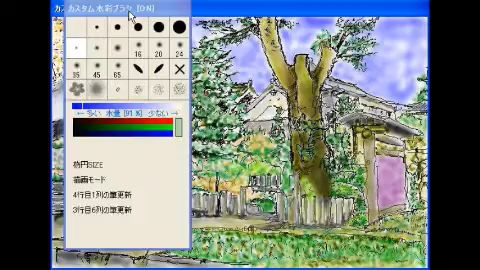 カス カスタム 水彩ブラシ [ON]
16 20 24
35 45 65
← 多い 水量 [91 %] 少ない →
楕円SIZE
描画モード
4行目1列の筆更新
3行目6列の筆更新